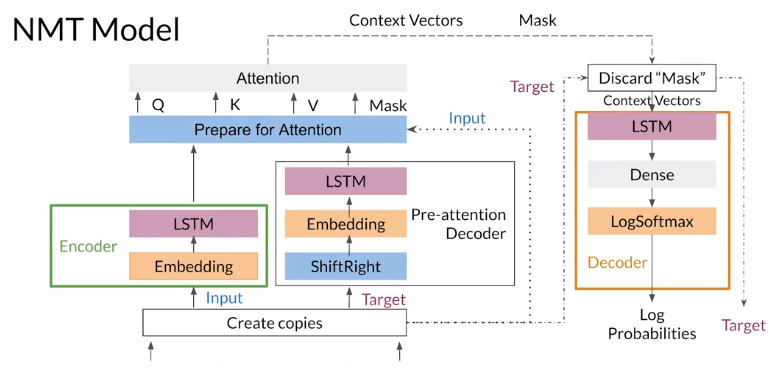 NMT Model
Context Vectors Mask
Attention
Discard “Mask”
Target
Q K V Mask
Context Vectors
Prepare for Attention
Input
LSTM
LSTM
Dense
LSTM
Embedding
Pre-attention
Decoder
LogSoftmax
Encoder
Embedding
ShiftRight
Decoder
Input
Target
Create copies
Log
Probabilities
Target